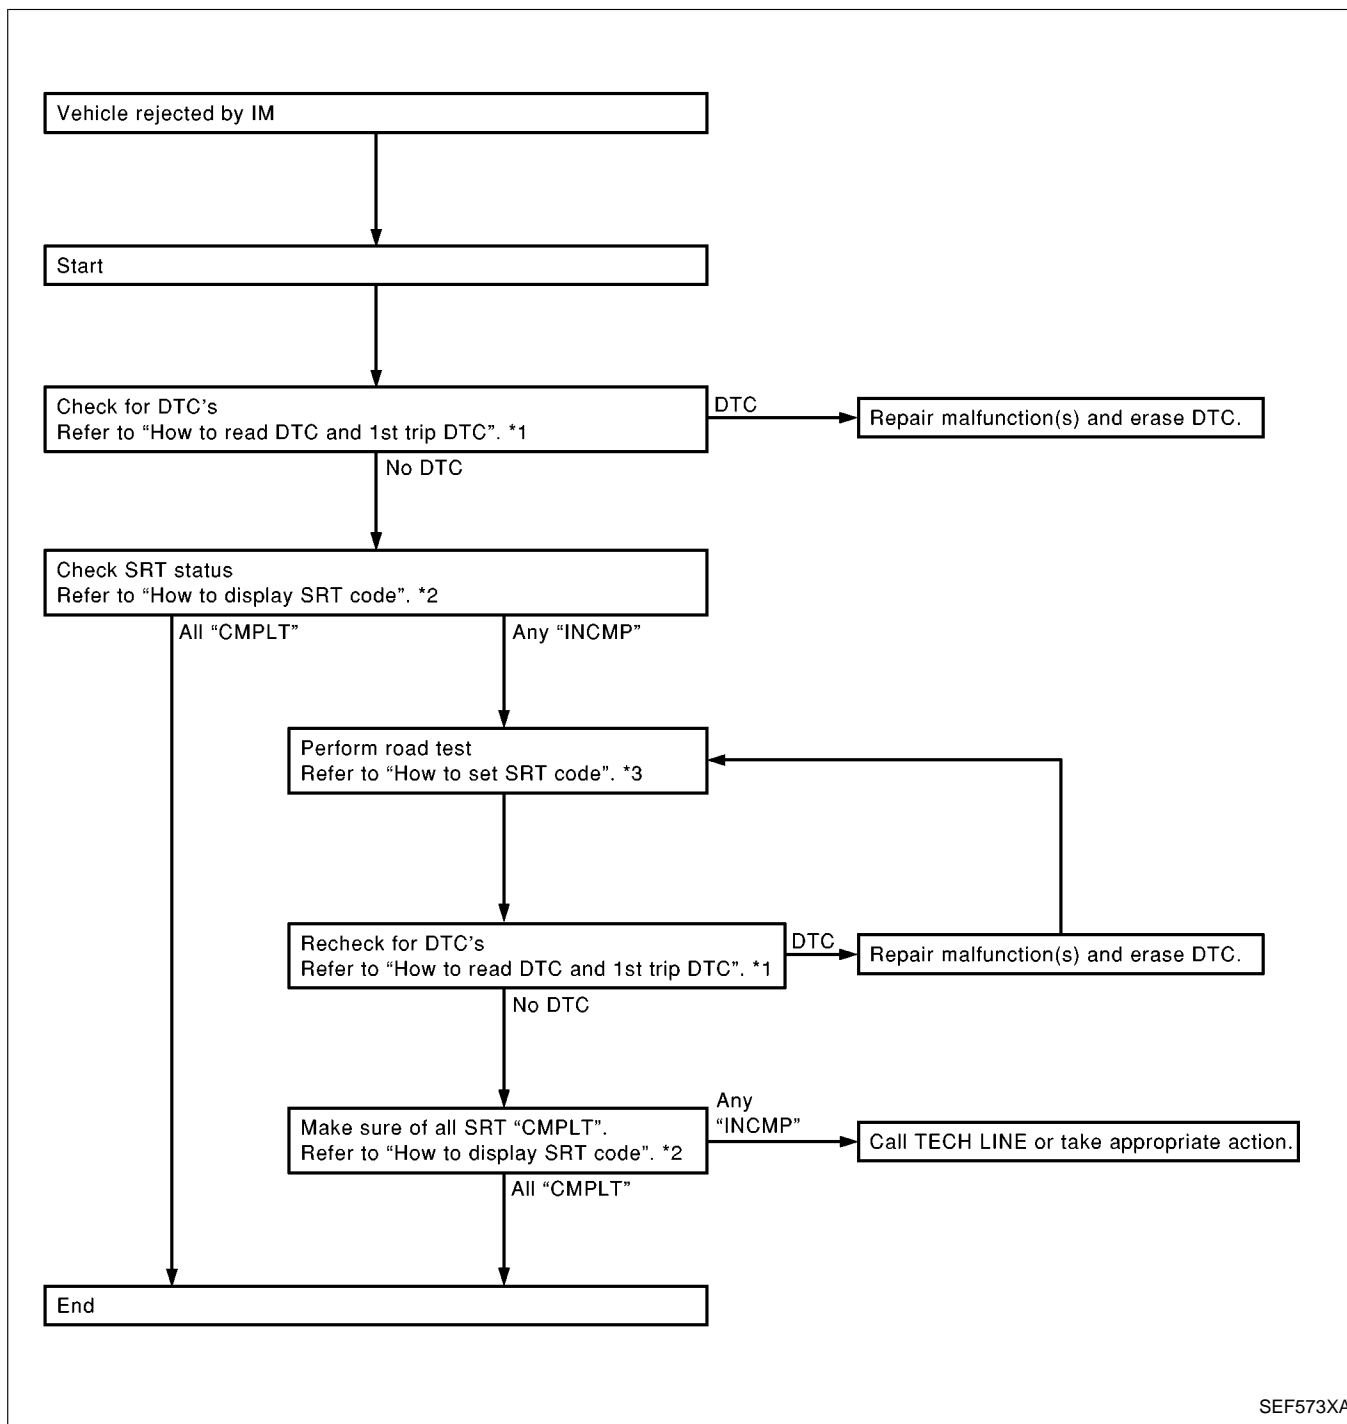 Vehicle rejected by IM
Start
Check for DTC's
Refer to “How to read DTC and 1st trip DTC”. *1
DTC
Repair malfunction(s) and erase DTC.
No DTC
Check SRT status
Refer to “How to display SRT code”. *2
All “CMPLT”
Any “INCMP”
Perform road test
Refer to “How to set SRT code”. *3
Recheck for DTC's
Refer to “How to read DTC and 1st trip DTC”. *1
DTC
Repair malfunction(s) and erase DTC.
No DTC
Make sure of all SRT “CMPLT”.
Refer to “How to display SRT code”. *2
Any
“INCMP”
Call TECH LINE or take appropriate action.
All “CMPLT”
End
SEF573XA